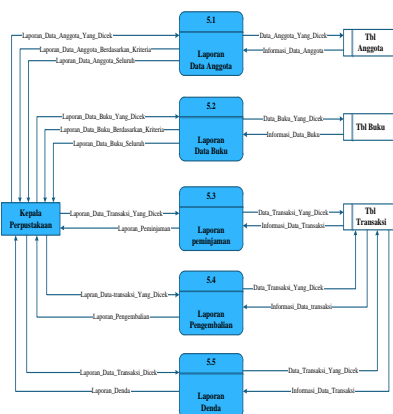 5.1
Laporan_Data_Anggota_Yang_Dicek
Data_Anggota_Yang_Dicek
Tbl
Anggota
Laporan_Data_Anggota_Berdasarkan_Kriteria
Laporan
Data Anggota
Informasi_Data_Anggota
Laporan_Data_Anggota_Seluruh
5.2
Laporan_Data_Buku_Yang_Dicek
Data_Buku_Yang_Dicek
Tbl Buku
Laporan_Data_Buku_Berdasarkan_Kriteria
Laporan
Data Buku
Informasi_Data_Buku
Laporan_Data_Buku_Seluruh
5.3
Kepala
Perpustakaan
Laporan_Data_Transaksi_Yang_Dicek
Data_Transaksi_Yang_Dicek
Tbl
Transaksi
Laporan_Peminjaman
Laporan
peminjaman
Informasi_Data_Transaksi
5.4
Lapran_Data-transaksi_Yang_Dicek
Data_Transaksi_Yang_Dicek
Laporan_Pengembalian
Laporan
Pengembalian
Informasi_Data_transaksi
5.5
Laporan_Data_Transaksi_Dicek
Data_Transaksi_Yang_Dicek
Laporan_Denda
Laporan
Denda
Informasi_Data_Transaksi